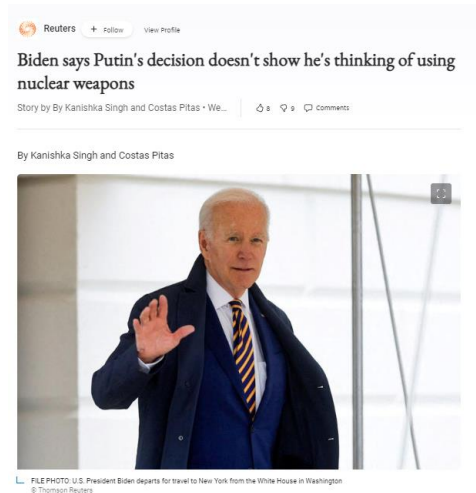 Reuters + Follow View Profile
Biden says Putin's decision doesn't show he's thinking of using
nuclear weapons
Story by By Kanishka Singh and Costas Pitas • We... 8 9 Comments
By Kanishka Singh and Costas Pitas
FILE PHOTO: U.S. President Biden departs for travel to New York from the White House in Washington
© Thomson Reuters